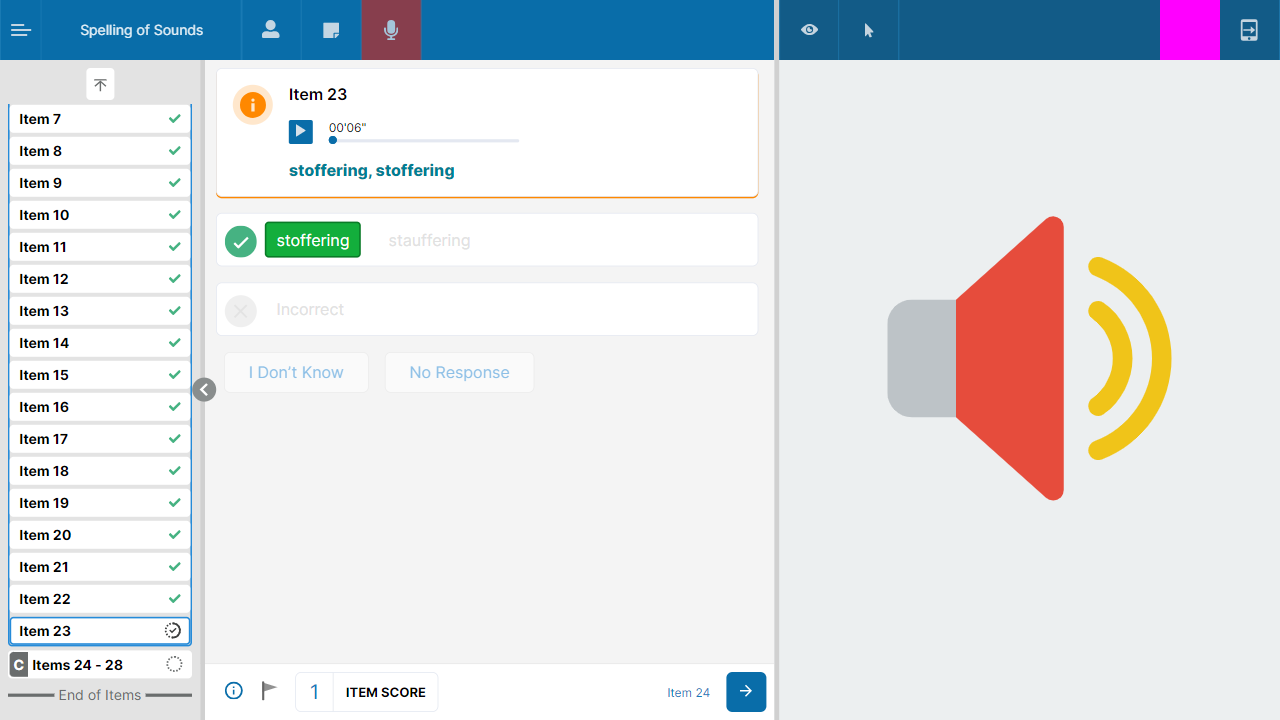 Spelling of Sounds
Item 7
Item 8
Item 9
Item 10
Item 11
Item 12
Item 13
Item 14
Item 15
Item 16
Item 17
Item 18
Item 19
Item 20
Item 21
Item 22
Item 23
C Items 24 - 28
End of Items
Item 23
00'06"
stoffering, stoffering
stoffering stauffering
Incorrect
I Don’t Know No Response
1 ITEM SCORE Item 24